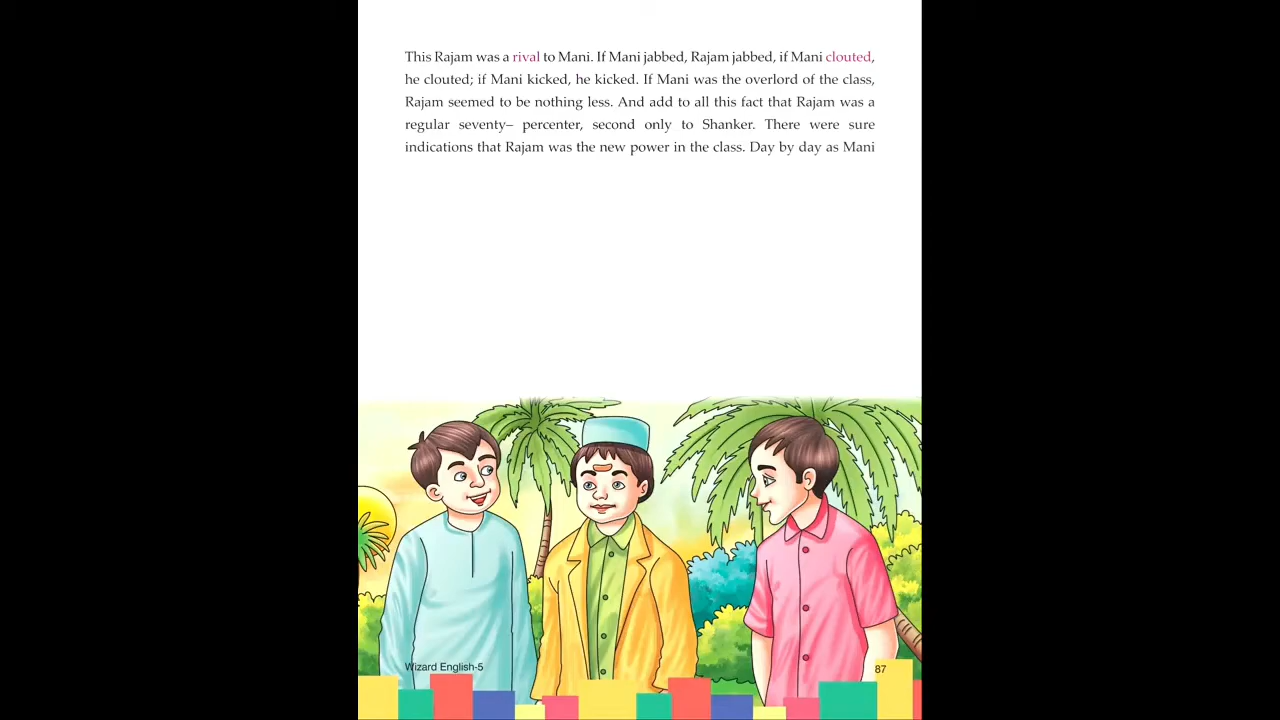 This Rajam was a rival to Mani. If Mani jabbed, Rajam jabbed, if Mani clouted,
he clouted; if Mani kicked, he kicked. If Mani was the overlord of the class,
Rajam seemed to be nothing less. And add to all this fact that Rajam was a
regular seventy– percenter, second only to Shanker. There were sure
indications that Rajam was the new power in the class. Day by day as Mani
Wizard English-5
87